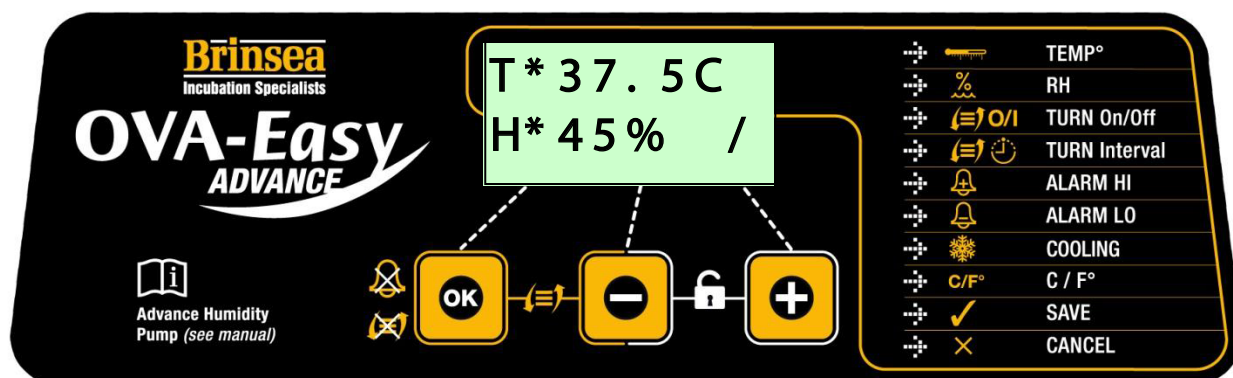 Brinsea
Incubation Specialists
OVA-Easy
ADVANCE
i
Advance Humidity
Pump (see manual)
T*37.5C
H*45% /
OK
−
+
TEMP°
% RH
O/I TURN On/Off
TURN Interval
+ ALARM HI
− ALARM LO
COOLING
C/F° C / F°
SAVE
CANCEL